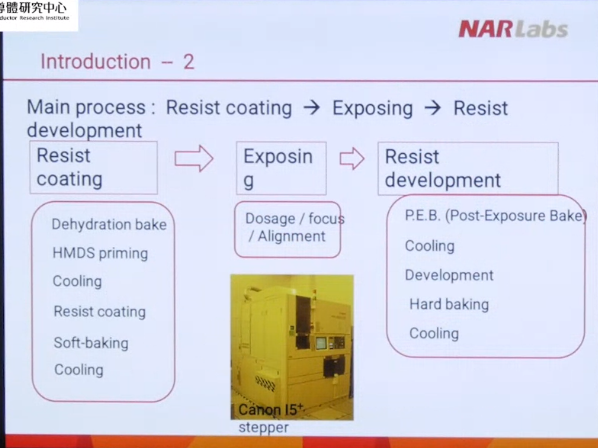 導體研究中心
ductor Research Institute
NARLabs
Introduction – 2
Main process : Resist coating → Exposing → Resist
development
Resist
coating
Exposin
g
Resist
development
Dehydration bake
HMDS priming
Cooling
Resist coating
Soft-baking
Cooling
Dosage / focus
/ Alignment
Canon I5+
stepper
P.E.B. (Post-Exposure Bake)
Cooling
Development
Hard baking
Cooling